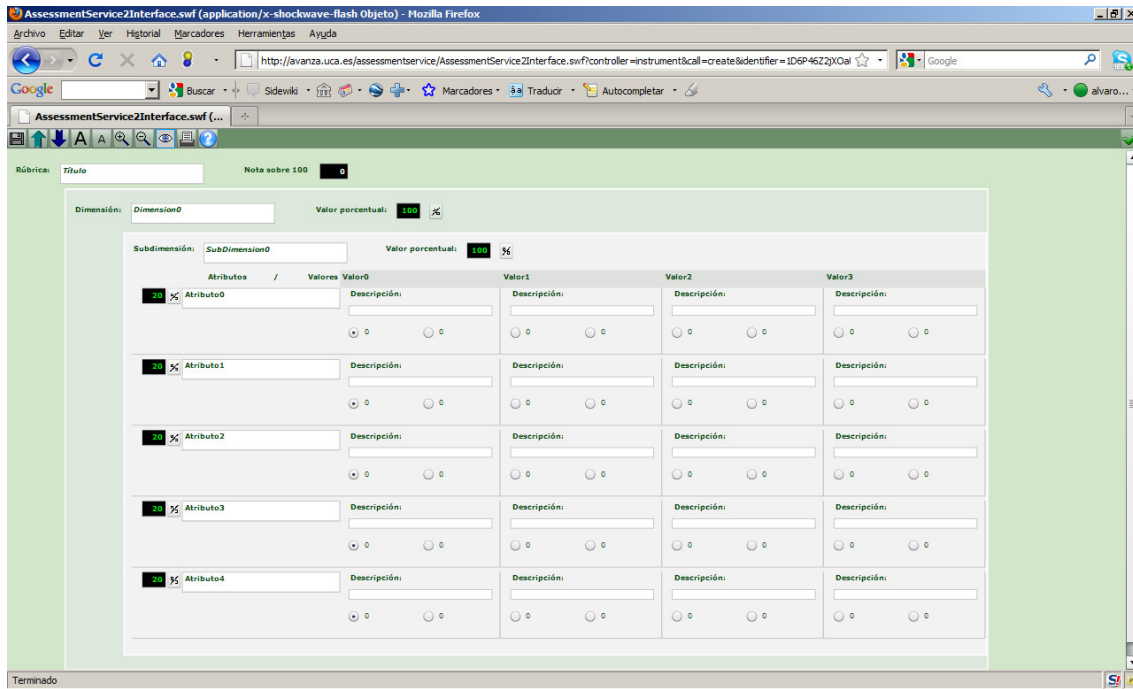 AssessmentService2Interface.swf (application/x-shockwave-flash Objeto) - Mozilla Firefox
Archivo Editar Ver Historial Marcadores Herramientas Ayuda
http://avanza.uca.es/assessmentservice/AssessmentService2Interface.swf?controller=instrument&call=create&identifier=1D6P46Z2jXOal Google
Google Buscar Sidewiki Marcadores Traducir Autocompletar alvaro...
AssessmentService2Interface.swf (...
A A
Rúbrica: Título Nota sobre 100 0
Dimensión: Dimension0 Valor porcentual: 100 %
Subdimensión: SubDimension0 Valor porcentual: 100 %
Atributos / Valores Valor0 Valor1 Valor2 Valor3
20 % Atributo0 Descripción: Descripción: Descripción: Descripción:
0 0 0 0 0 0 0 0
20 % Atributo1 Descripción: Descripción: Descripción: Descripción:
0 0 0 0 0 0 0 0
20 % Atributo2 Descripción: Descripción: Descripción: Descripción:
0 0 0 0 0 0 0 0
20 % Atributo3 Descripción: Descripción: Descripción: Descripción:
0 0 0 0 0 0 0 0
20 % Atributo4 Descripción: Descripción: Descripción: Descripción:
0 0 0 0 0 0 0 0
Terminado